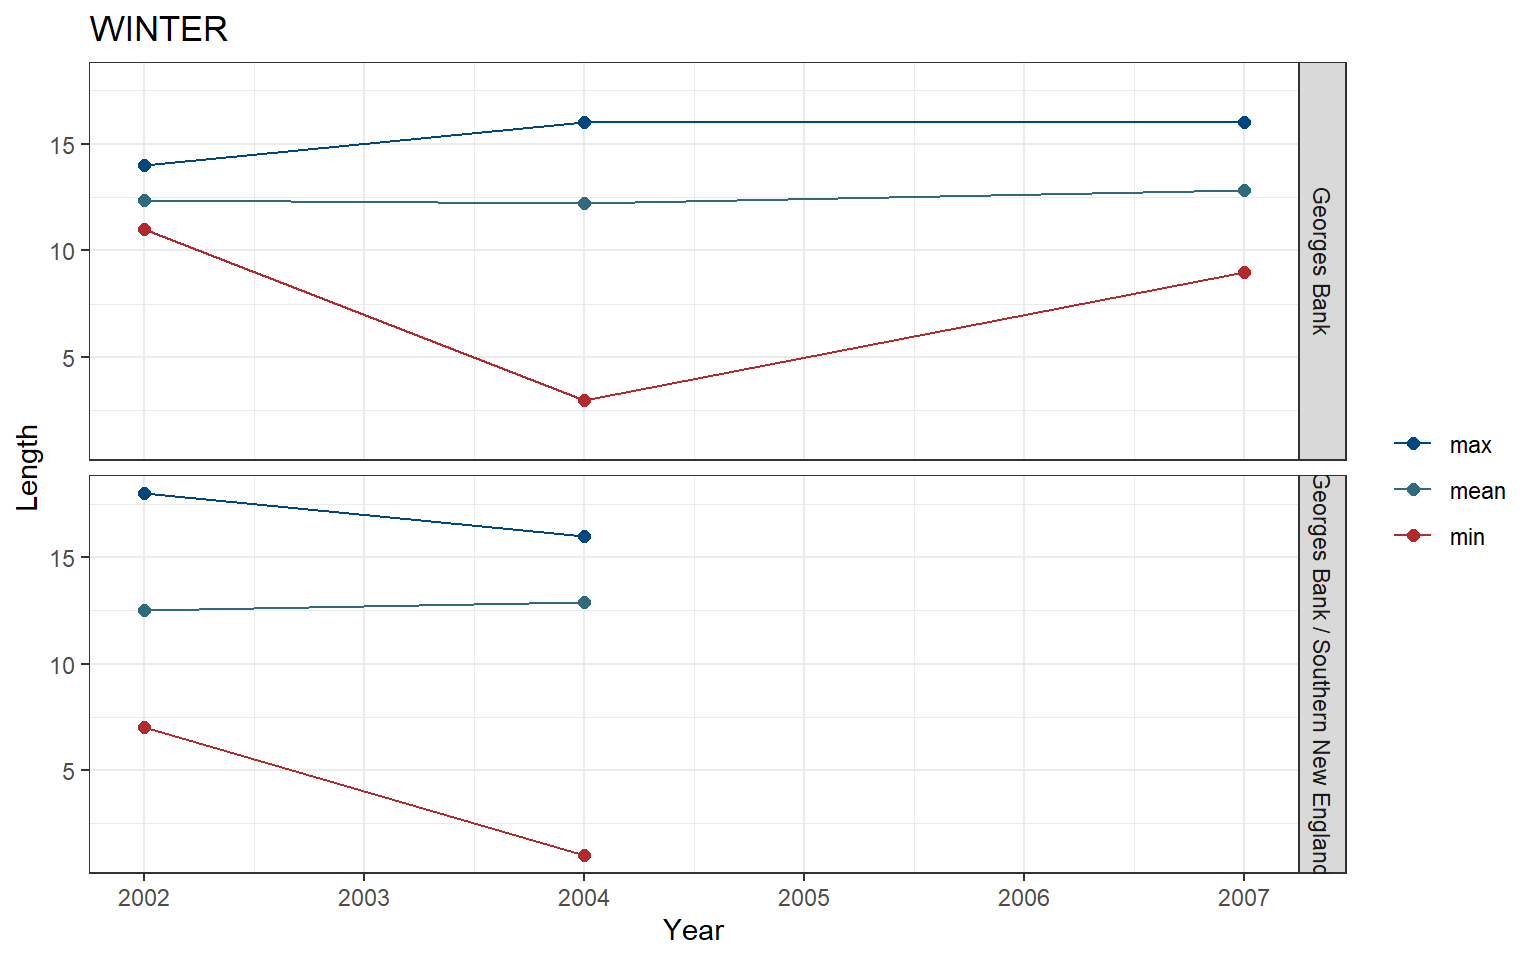 WINTER
15
10
5
Georges Bank
15
10
5
Georges Bank / Southern New England
Length
2002 2003 2004 2005 2006 2007
Year
max
mean
min